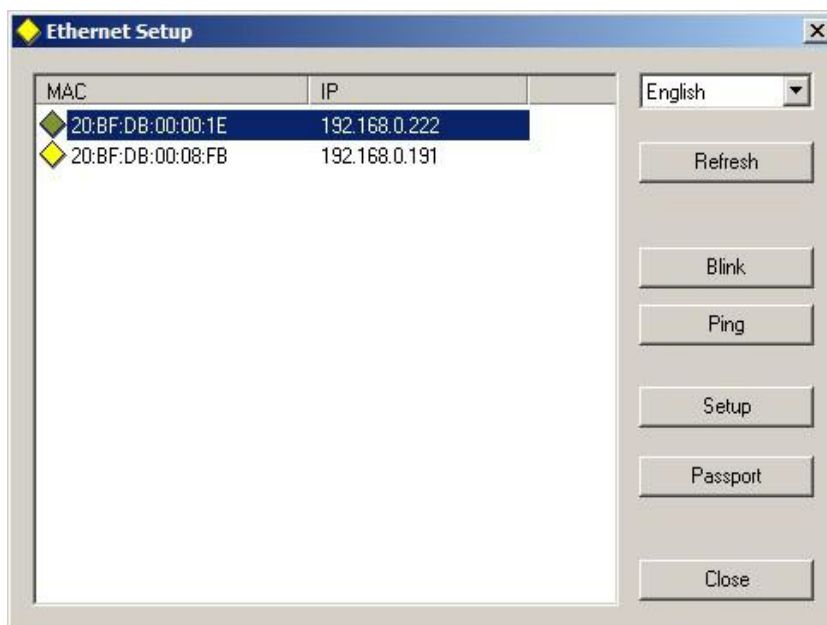 Ethernet Setup
MAC IP
20:BF:DB:00:00:1E 192.168.0.222
20:BF:DB:00:08:FB 192.168.0.191
English
Refresh
Blink
Ping
Setup
Passport
Close